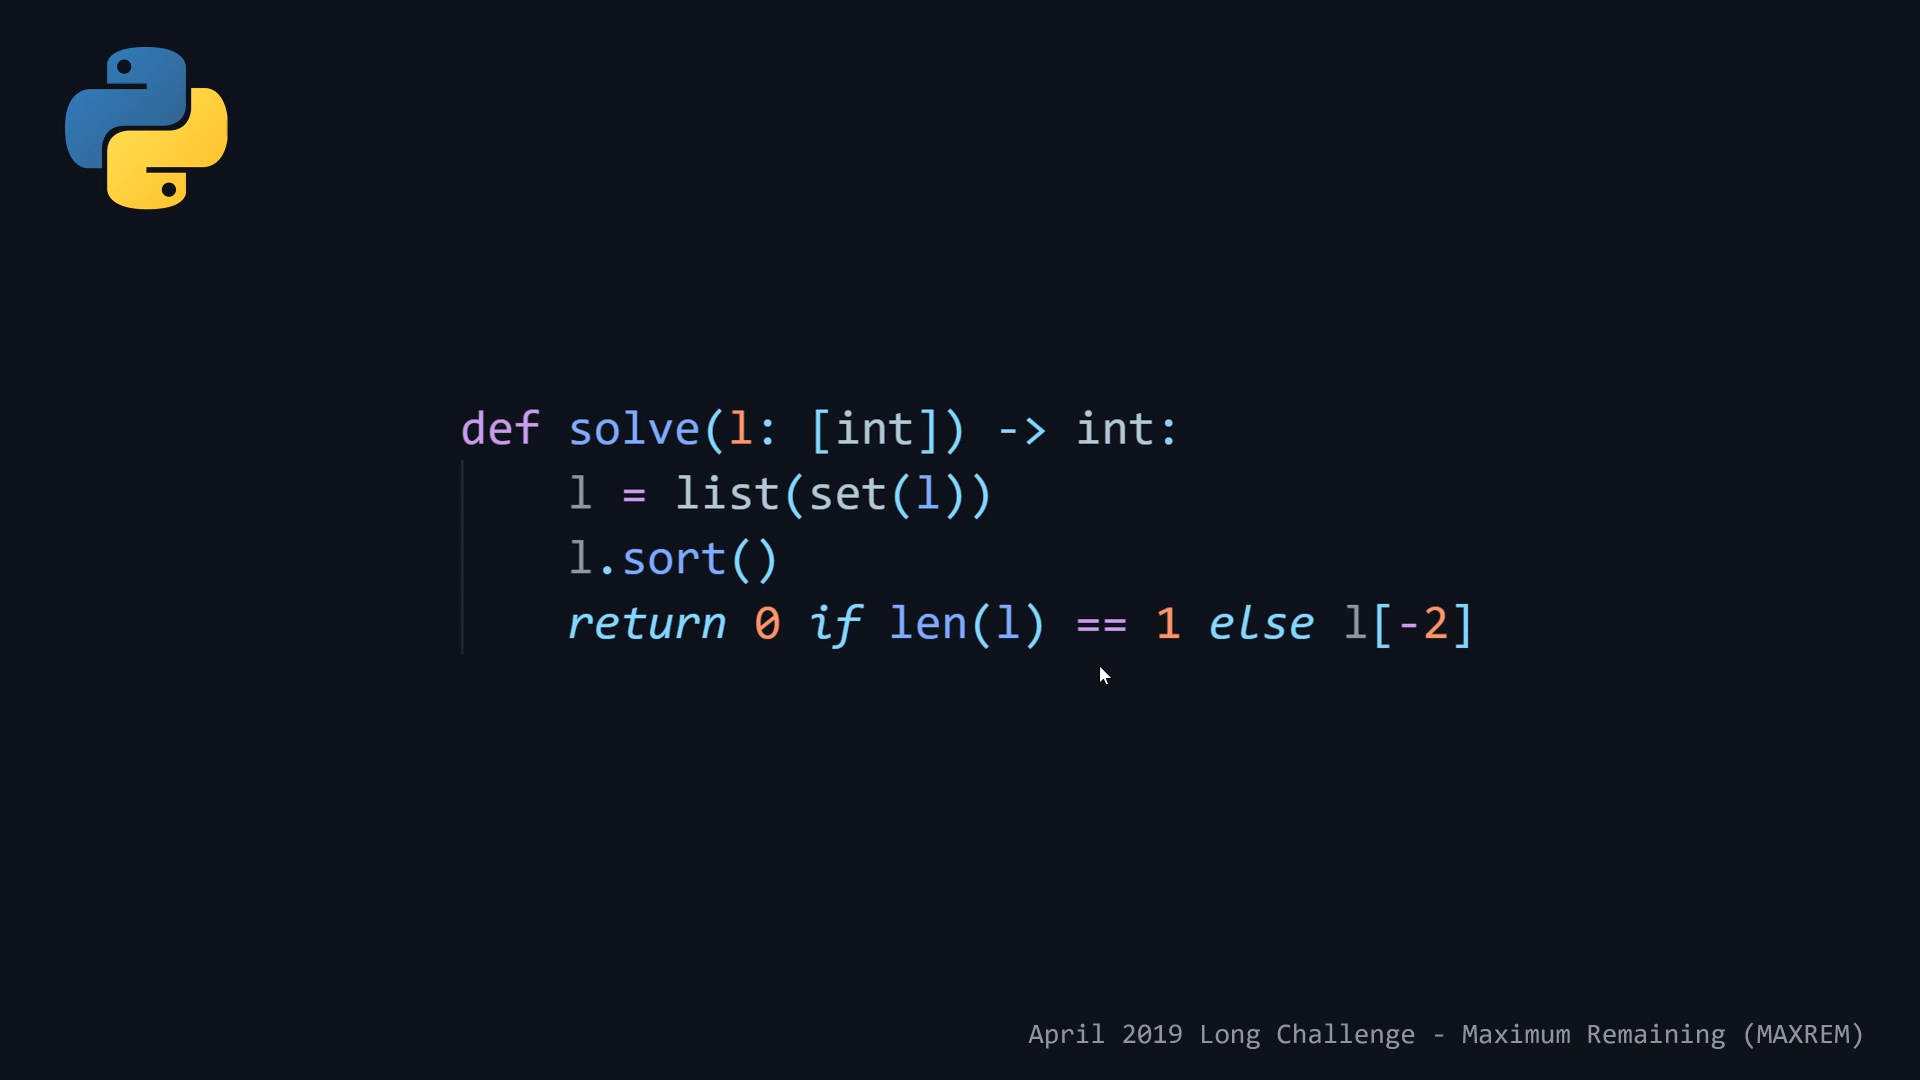 def solve(l: [int]) -> int:
    l = list(set(l))
    l.sort()
    return 0 if len(l) == 1 else l[-2]
April 2019 Long Challenge - Maximum Remaining (MAXREM)